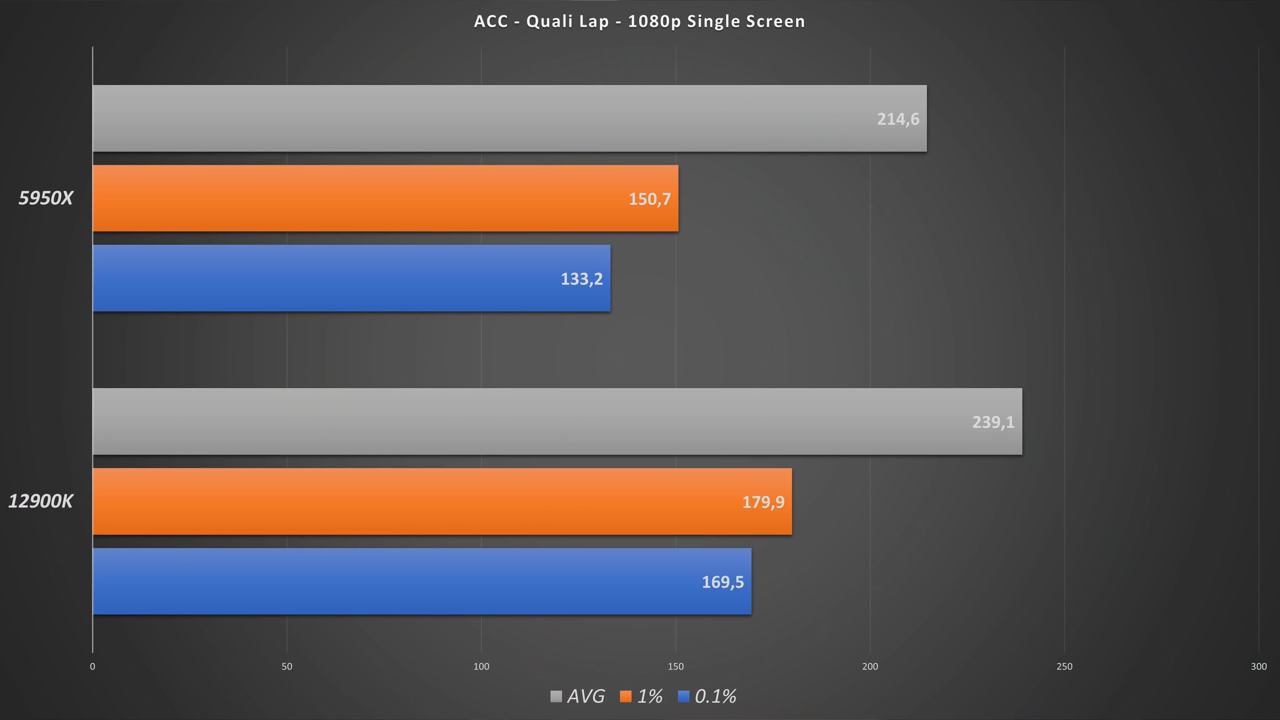 ACC - Quali Lap - 1080p Single Screen
214,6
5950X
150,7
133,2
239,1
12900K
179,9
169,5
0 50 100 150 200 250 300
AVG 1% 0.1%